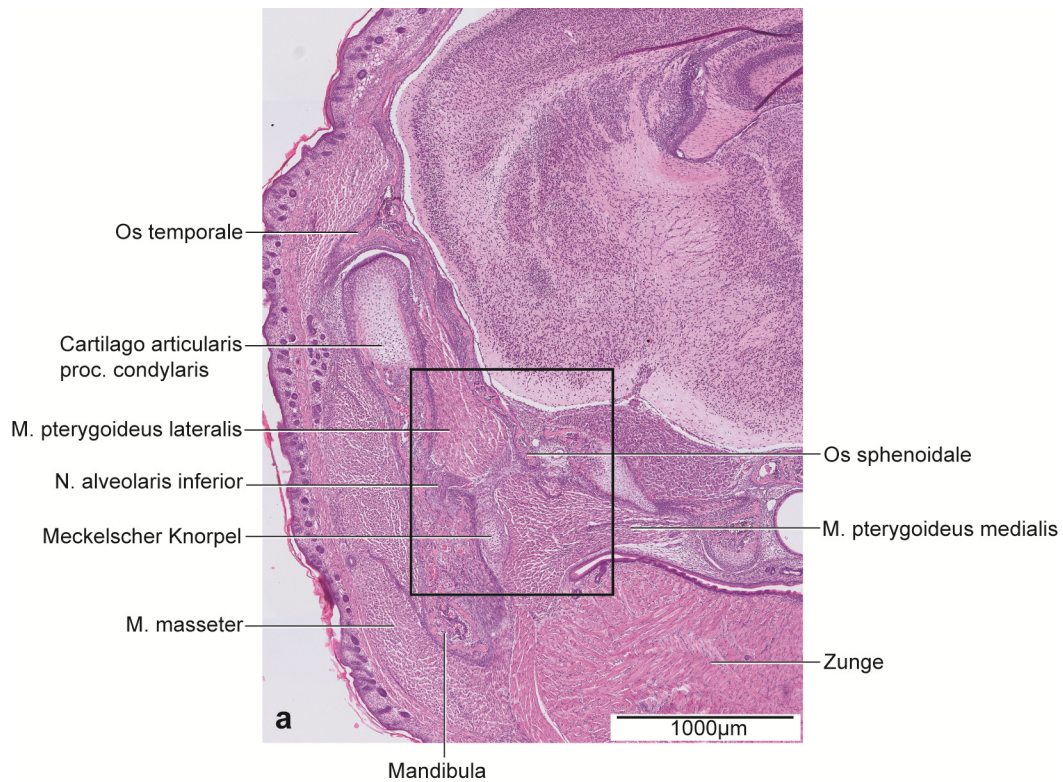 Os temporale
Cartilago articularis
proc. condylaris
M. pterygoideus lateralis
Os sphenoidale
N. alveolaris inferior
M. pterygoideus medialis
Meckelscher Knorpel
M. masseter
Zunge
a
1000µm
Mandibula